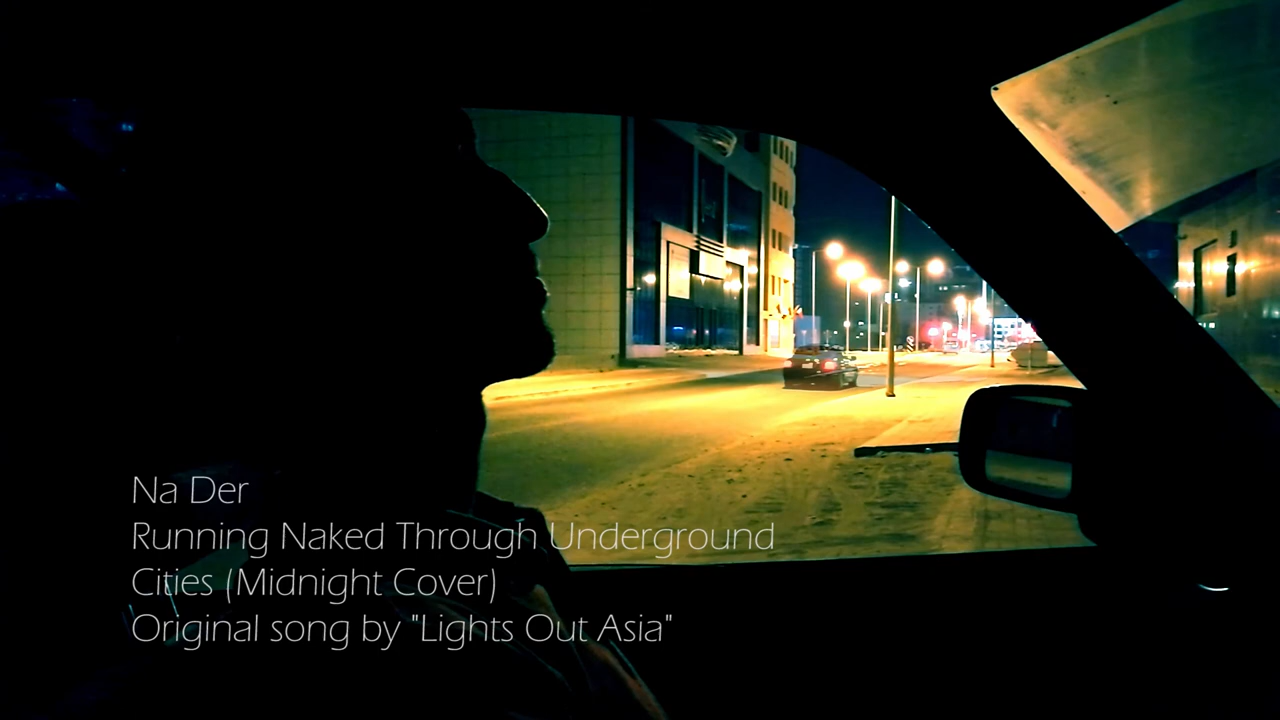 Na Der
Running Naked Through Underground
Cities (Midnight Cover)
Original song by "Lights Out Asia"